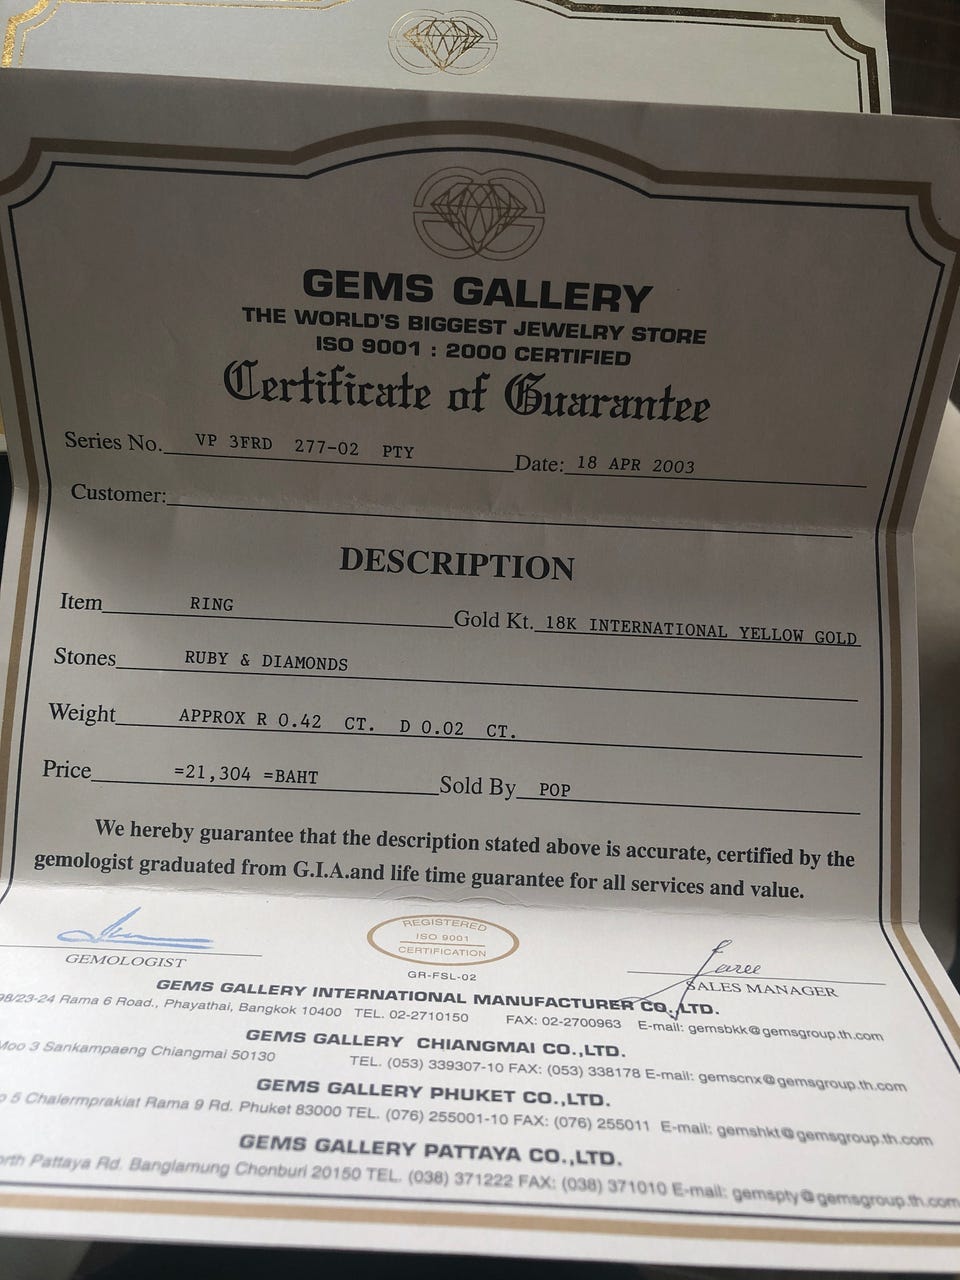 GEMS GALLERY
THE WORLD'S BIGGEST JEWELRY STORE
ISO 9001 : 2000 CERTIFIED
Certificate of Guarantee
Series No. VP 3FRD 277-02 PTY Date: 18 APR 2003
Customer:
DESCRIPTION
Item RING Gold Kt. 18K INTERNATIONAL YELLOW GOLD
Stones RUBY & DIAMONDS
Weight APPROX R 0.42 CT. D 0.02 CT.
Price =21,304 =BAHT Sold By POP
We hereby guarantee that the description stated above is accurate, certified by the
gemologist graduated from G.I.A.and life time guarantee for all services and value.
REGISTERED
ISO 9001
CERTIFICATION
GEMOLOGIST GR-FSL-02 SALES MANAGER
GEMS GALLERY INTERNATIONAL MANUFACTURER CO.,LTD.
98/23-24 Rama 6 Road., Phayathai, Bangkok 10400 TEL. 02-2710150 FAX: 02-2700963 E-mail: gemsbkk@gemsgroup.th.com
GEMS GALLERY CHIANGMAI CO.,LTD.
Moo 3 Sankampaeng Chiangmai 50130 TEL. (053) 339307-10 FAX: (053) 338178 E-mail: gemscnx@gemsgroup.th.com
GEMS GALLERY PHUKET CO.,LTD.
5 Chalermprakiat Rama 9 Rd. Phuket 83000 TEL. (076) 255001-10 FAX: (076) 255011 E-mail: gemshkt@gemsgroup.th.com
GEMS GALLERY PATTAYA CO.,LTD.
Pattaya Rd. Banglamung Chonburi 20150 TEL. (038) 371222 FAX: (038) 371010 E-mail: gemspty@gemsgroup.th.com